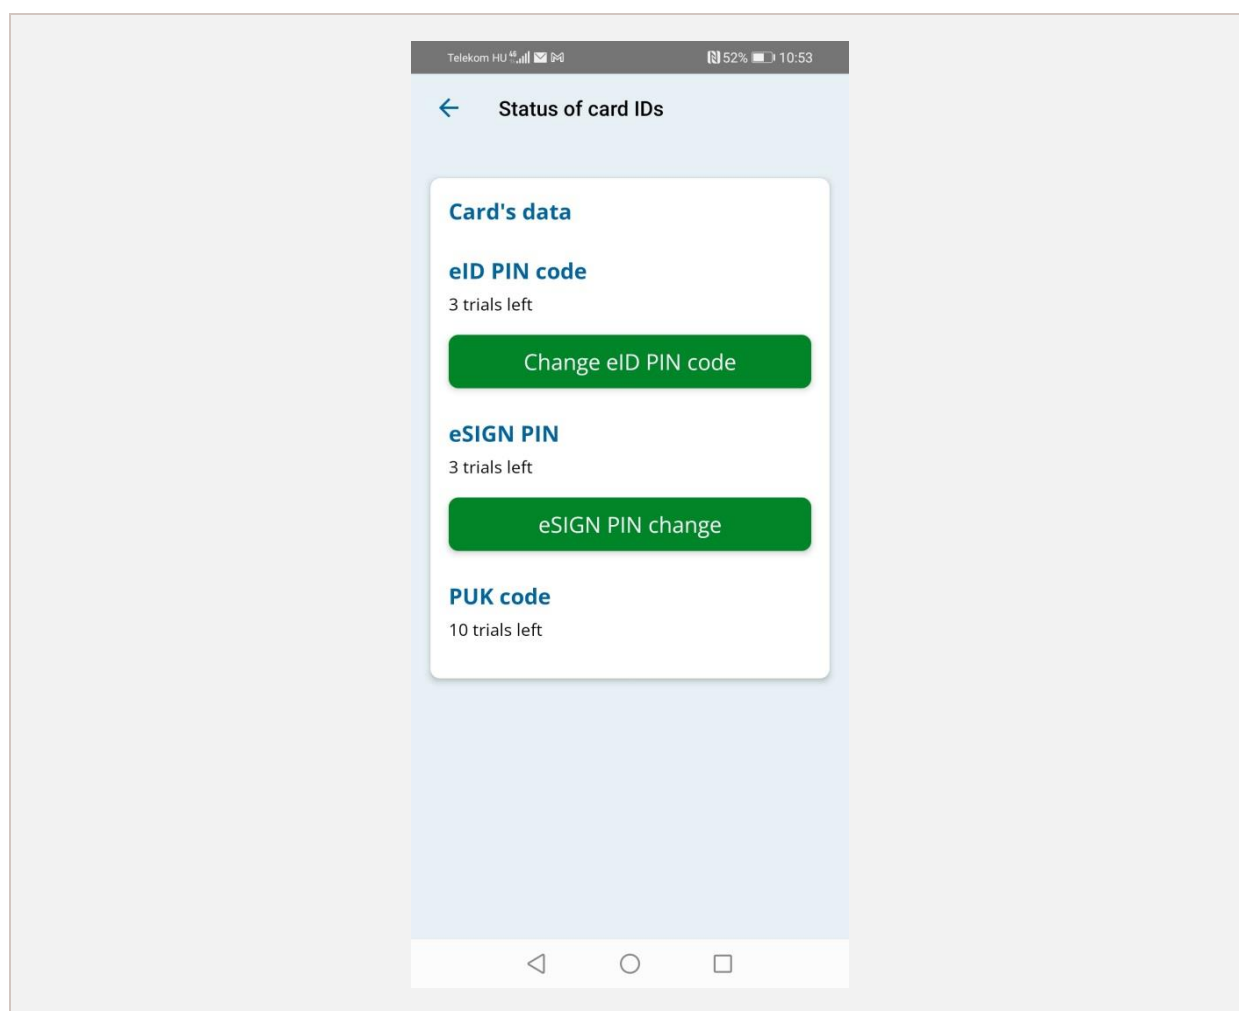 Telekom HU 52% 10:53
Status of card IDs
Card's data
eID PIN code
3 trials left
Change eID PIN code
eSIGN PIN
3 trials left
eSIGN PIN change
PUK code
10 trials left